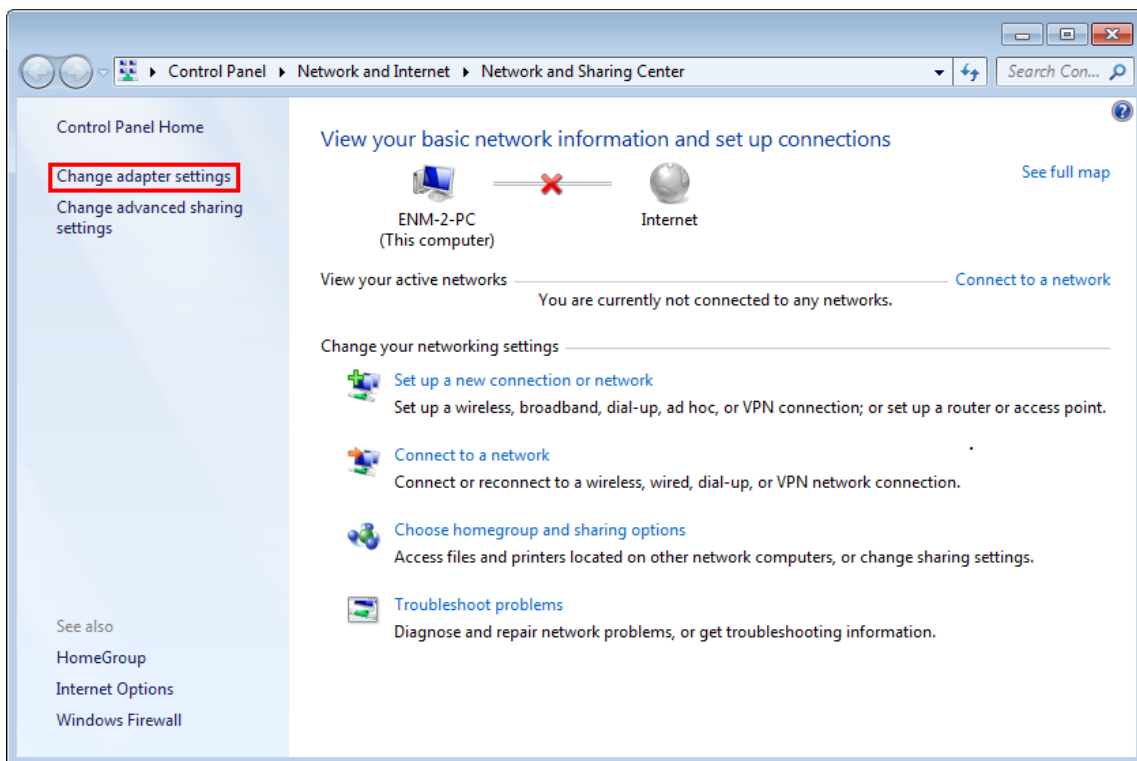 Control Panel Network and Internet Network and Sharing Center
Search Con...
Control Panel Home
Change adapter settings
Change advanced sharing
settings
See also
HomeGroup
Internet Options
Windows Firewall
View your basic network information and set up connections
See full map
ENM-2-PC
(This computer)
Internet
View your active networks
Connect to a network
You are currently not connected to any networks.
Change your networking settings
Set up a new connection or network
Set up a wireless, broadband, dial-up, ad hoc, or VPN connection; or set up a router or access point.
Connect to a network
Connect or reconnect to a wireless, wired, dial-up, or VPN network connection.
Choose homegroup and sharing options
Access files and printers located on other network computers, or change sharing settings.
Troubleshoot problems
Diagnose and repair network problems, or get troubleshooting information.